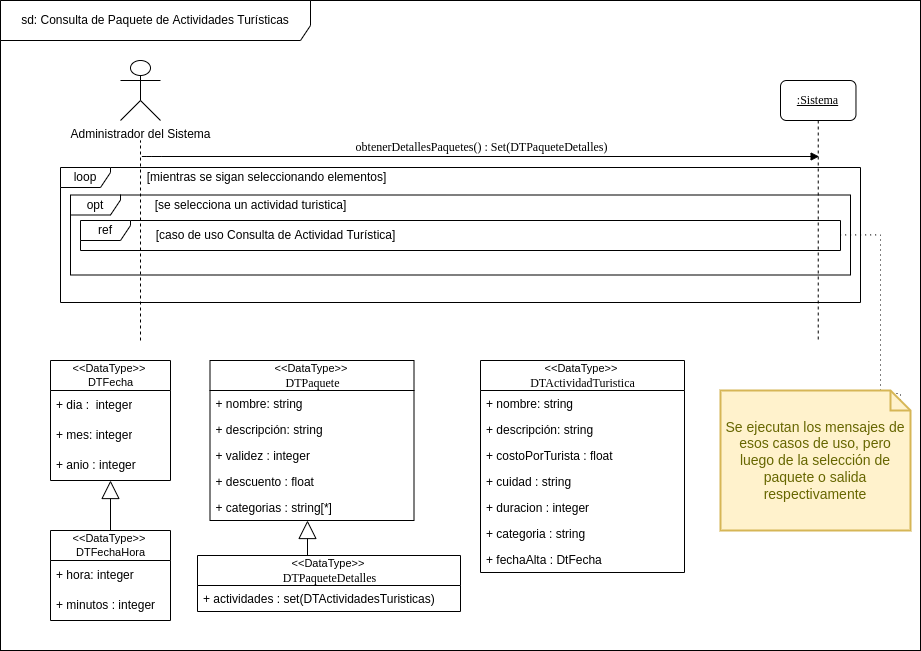 sd: Consulta de Paquete de Actividades Turísticas
Administrador del Sistema
:Sistema
obtenerDetallesPaquetes() : Set(DTPaqueteDetalles)
loop
[mientras se sigan seleccionando elementos]
opt
[se selecciona un actividad turistica]
ref
[caso de uso Consulta de Actividad Turística]
<<DataType>>
DTFecha
+ dia :  integer
+ mes: integer
+ anio : integer
<<DataType>>
DTFechaHora
+ hora: integer
+ minutos : integer
<<DataType>>
DTPaquete
+ nombre: string
+ descripción: string
+ validez : integer
+ descuento : float
+ categorias : string[*]
<<DataType>>
DTPaqueteDetalles
+ actividades : set(DTActividadesTuristicas)
<<DataType>>
DTActividadTuristica
+ nombre: string
+ descripción: string
+ costoPorTurista : float
+ cuidad : string
+ duracion : integer
+ categoria : string
+ fechaAlta : DtFecha
Se ejecutan los mensajes de
esos casos de uso, pero
luego de la selección de
paquete o salida
respectivamente